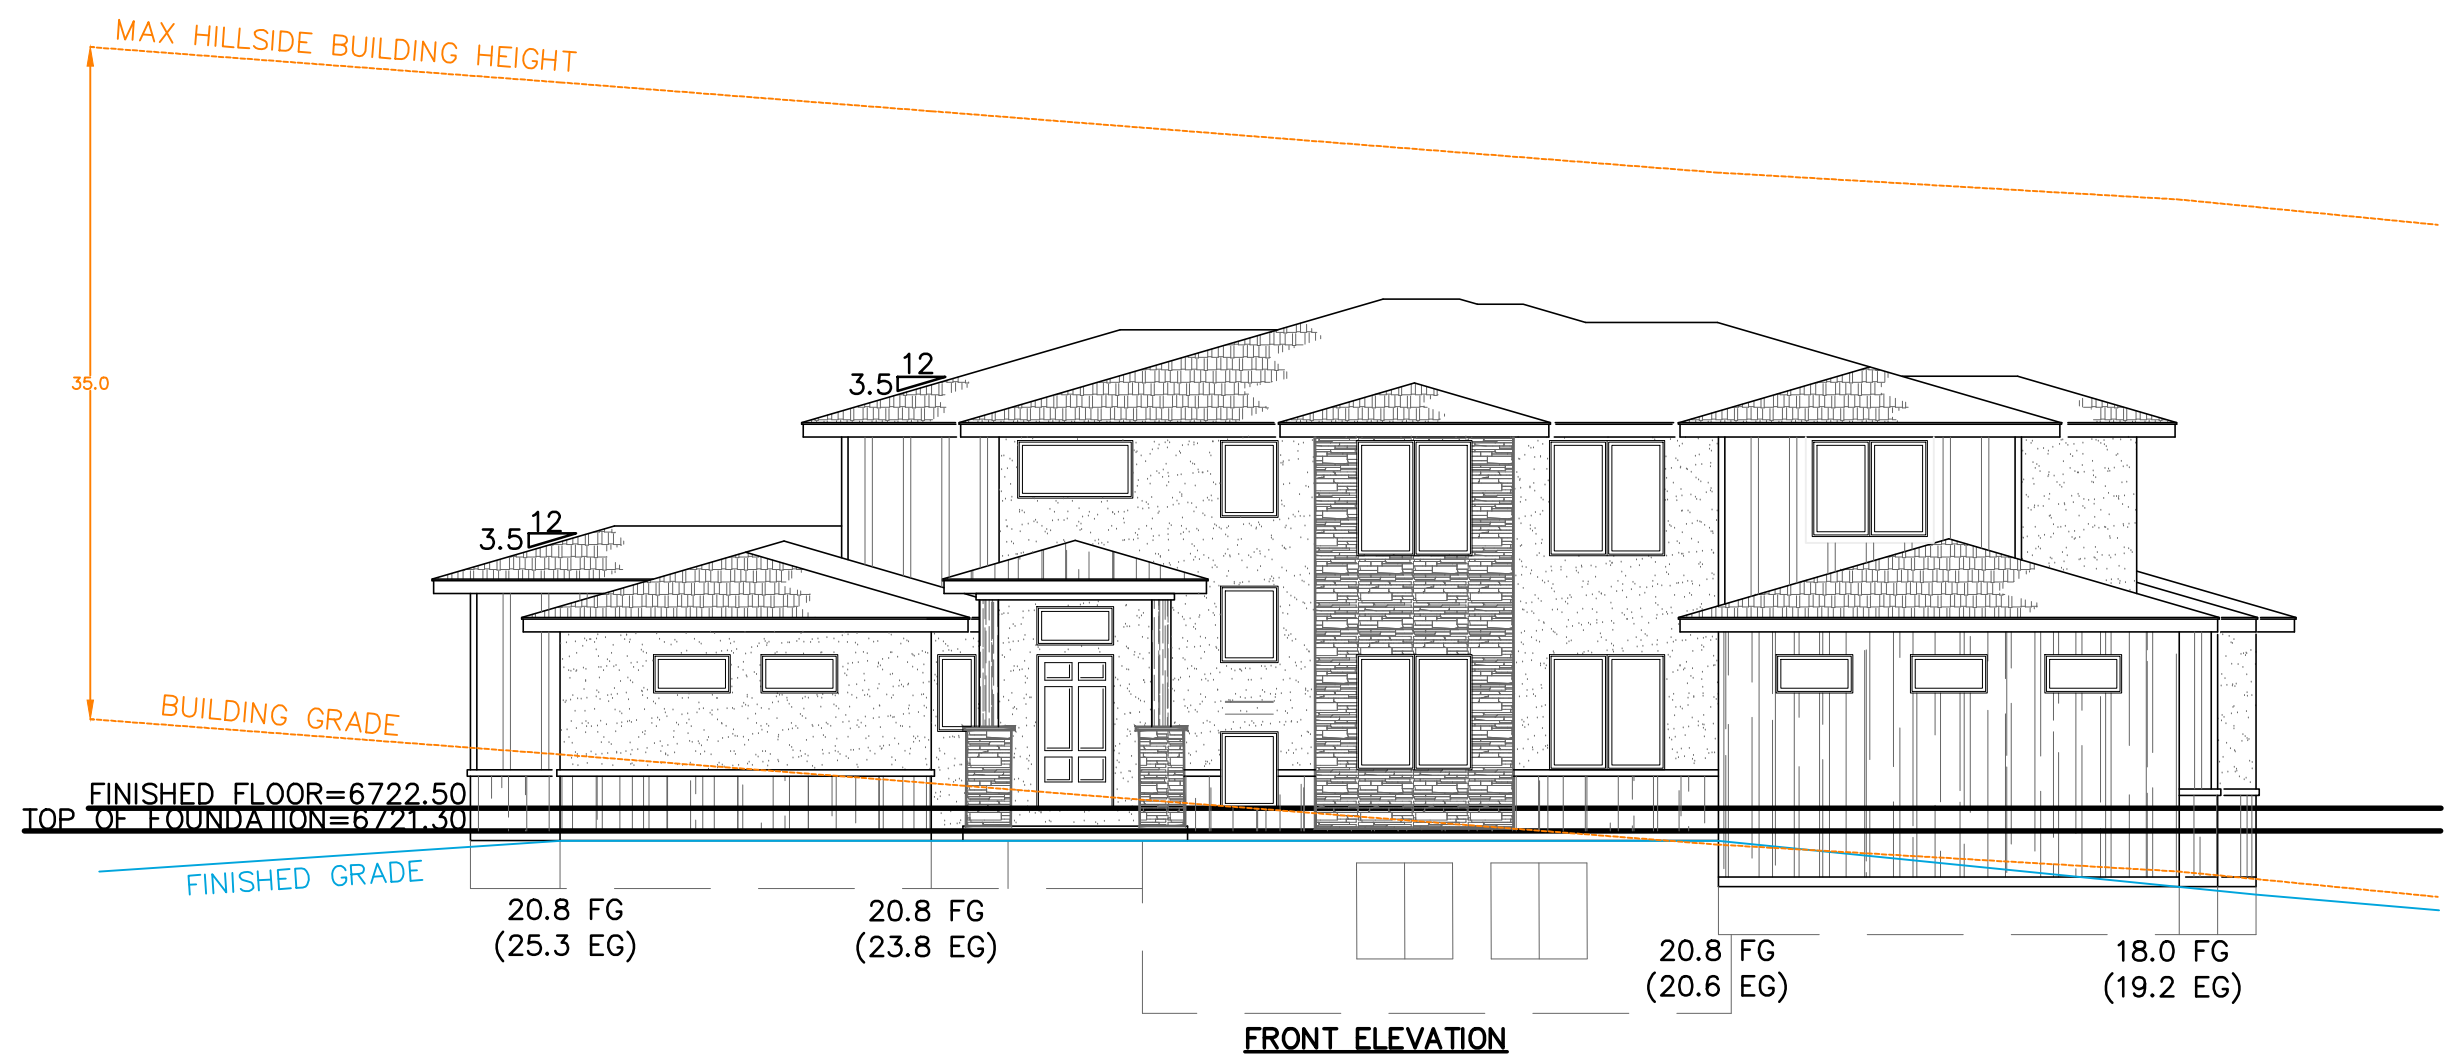 MAX HILLSIDE BUILDING HEIGHT
12
3.5
35.0
12
3.5
BUILDING GRADE
FINISHED FLOOR=6722.50
TOP OF FOUNDATION=6721.30
FINISHED GRADE
20.8 FG
(25.3 EG)
20.8 FG
(23.8 EG)
20.8 FG
(20.6 EG)
18.0 FG
(19.2 EG)
FRONT ELEVATION